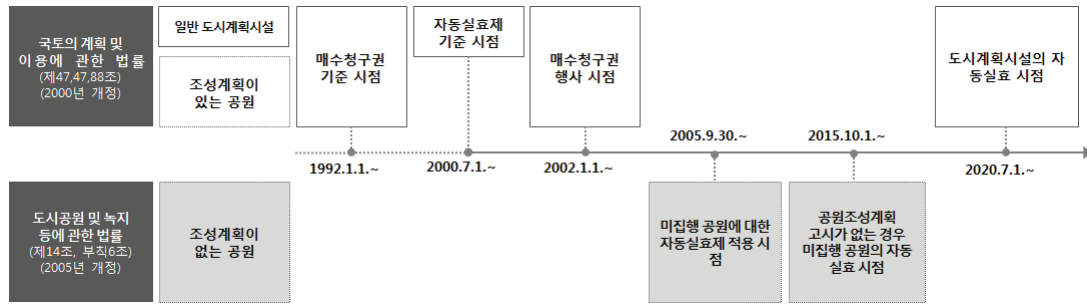 국토의 계획 및
이용에 관한 법률
(제47,47,88조)
(2000년 개정)
일반 도시계획시설
조성계획이
있는 공원
매수청구권
기준 시점
자동실효제
기준 시점
매수청구권
행사 시점
도시계획시설의 자
동실효 시점
1992.1.1.~
2000.7.1.~
2002.1.1.~
2005.9.30.~
2015.10.1.~
2020.7.1.~
도시공원 및 녹지
등에 관한 법률
(제14조, 부칙6조)
(2005년 개정)
조성계획이
없는 공원
미집행 공원에 대한
자동실효제 적용 시
점
공원조성계획
고시가 없는 경우
미집행 공원의 자동
실효 시점